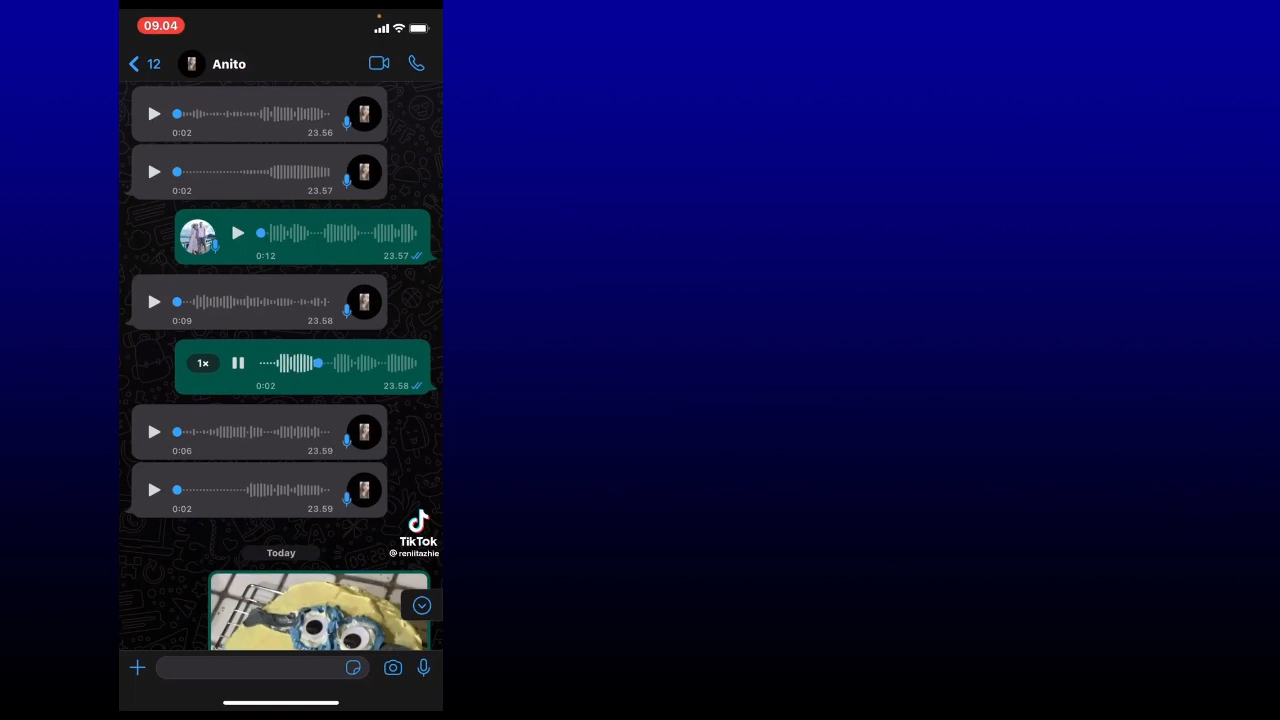 09.04
12 Anito
0:02 23.56
0:02 23.57
0:12 23.57
0:09 23.58
1×
0:02 23.58
0:06 23.59
0:02 23.59
TikTok
@reniitazhie
Today